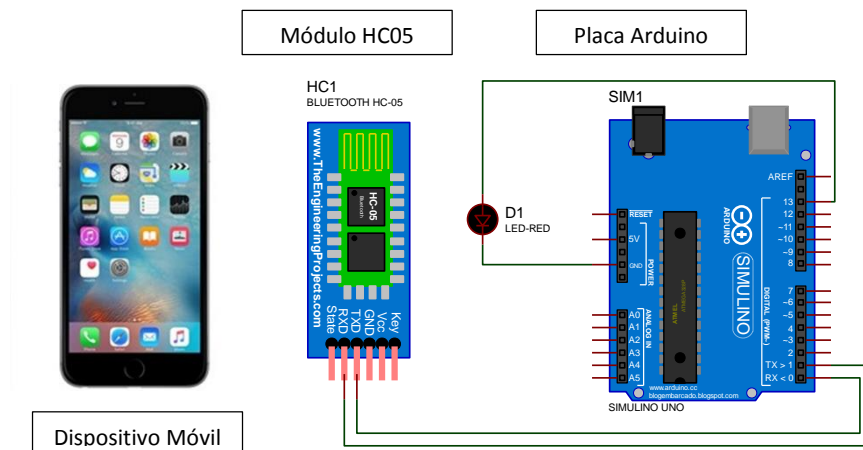 Módulo HC05
Placa Arduino
HC1
BLUETOOTH HC-05
www.TheEngineeringProjects.com
HC-05
Bluetooth
State
RXD
TXD
GND
Vcc
Key
D1
LED-RED
SIM1
RESET
5V
GND
POWER
A0
A1
A2
A3
A4
A5
ANALOG IN
ATMEL
ARDUINO
SIMULINO
AREF
13
12
~11
~10
~9
8
7
~6
~5
4
~3
2
TX > 1
RX < 0
DIGITAL (PWM~)
www.arduino.cc
blogembarcado.blogspot.com
SIMULINO UNO
Dispositivo Móvil